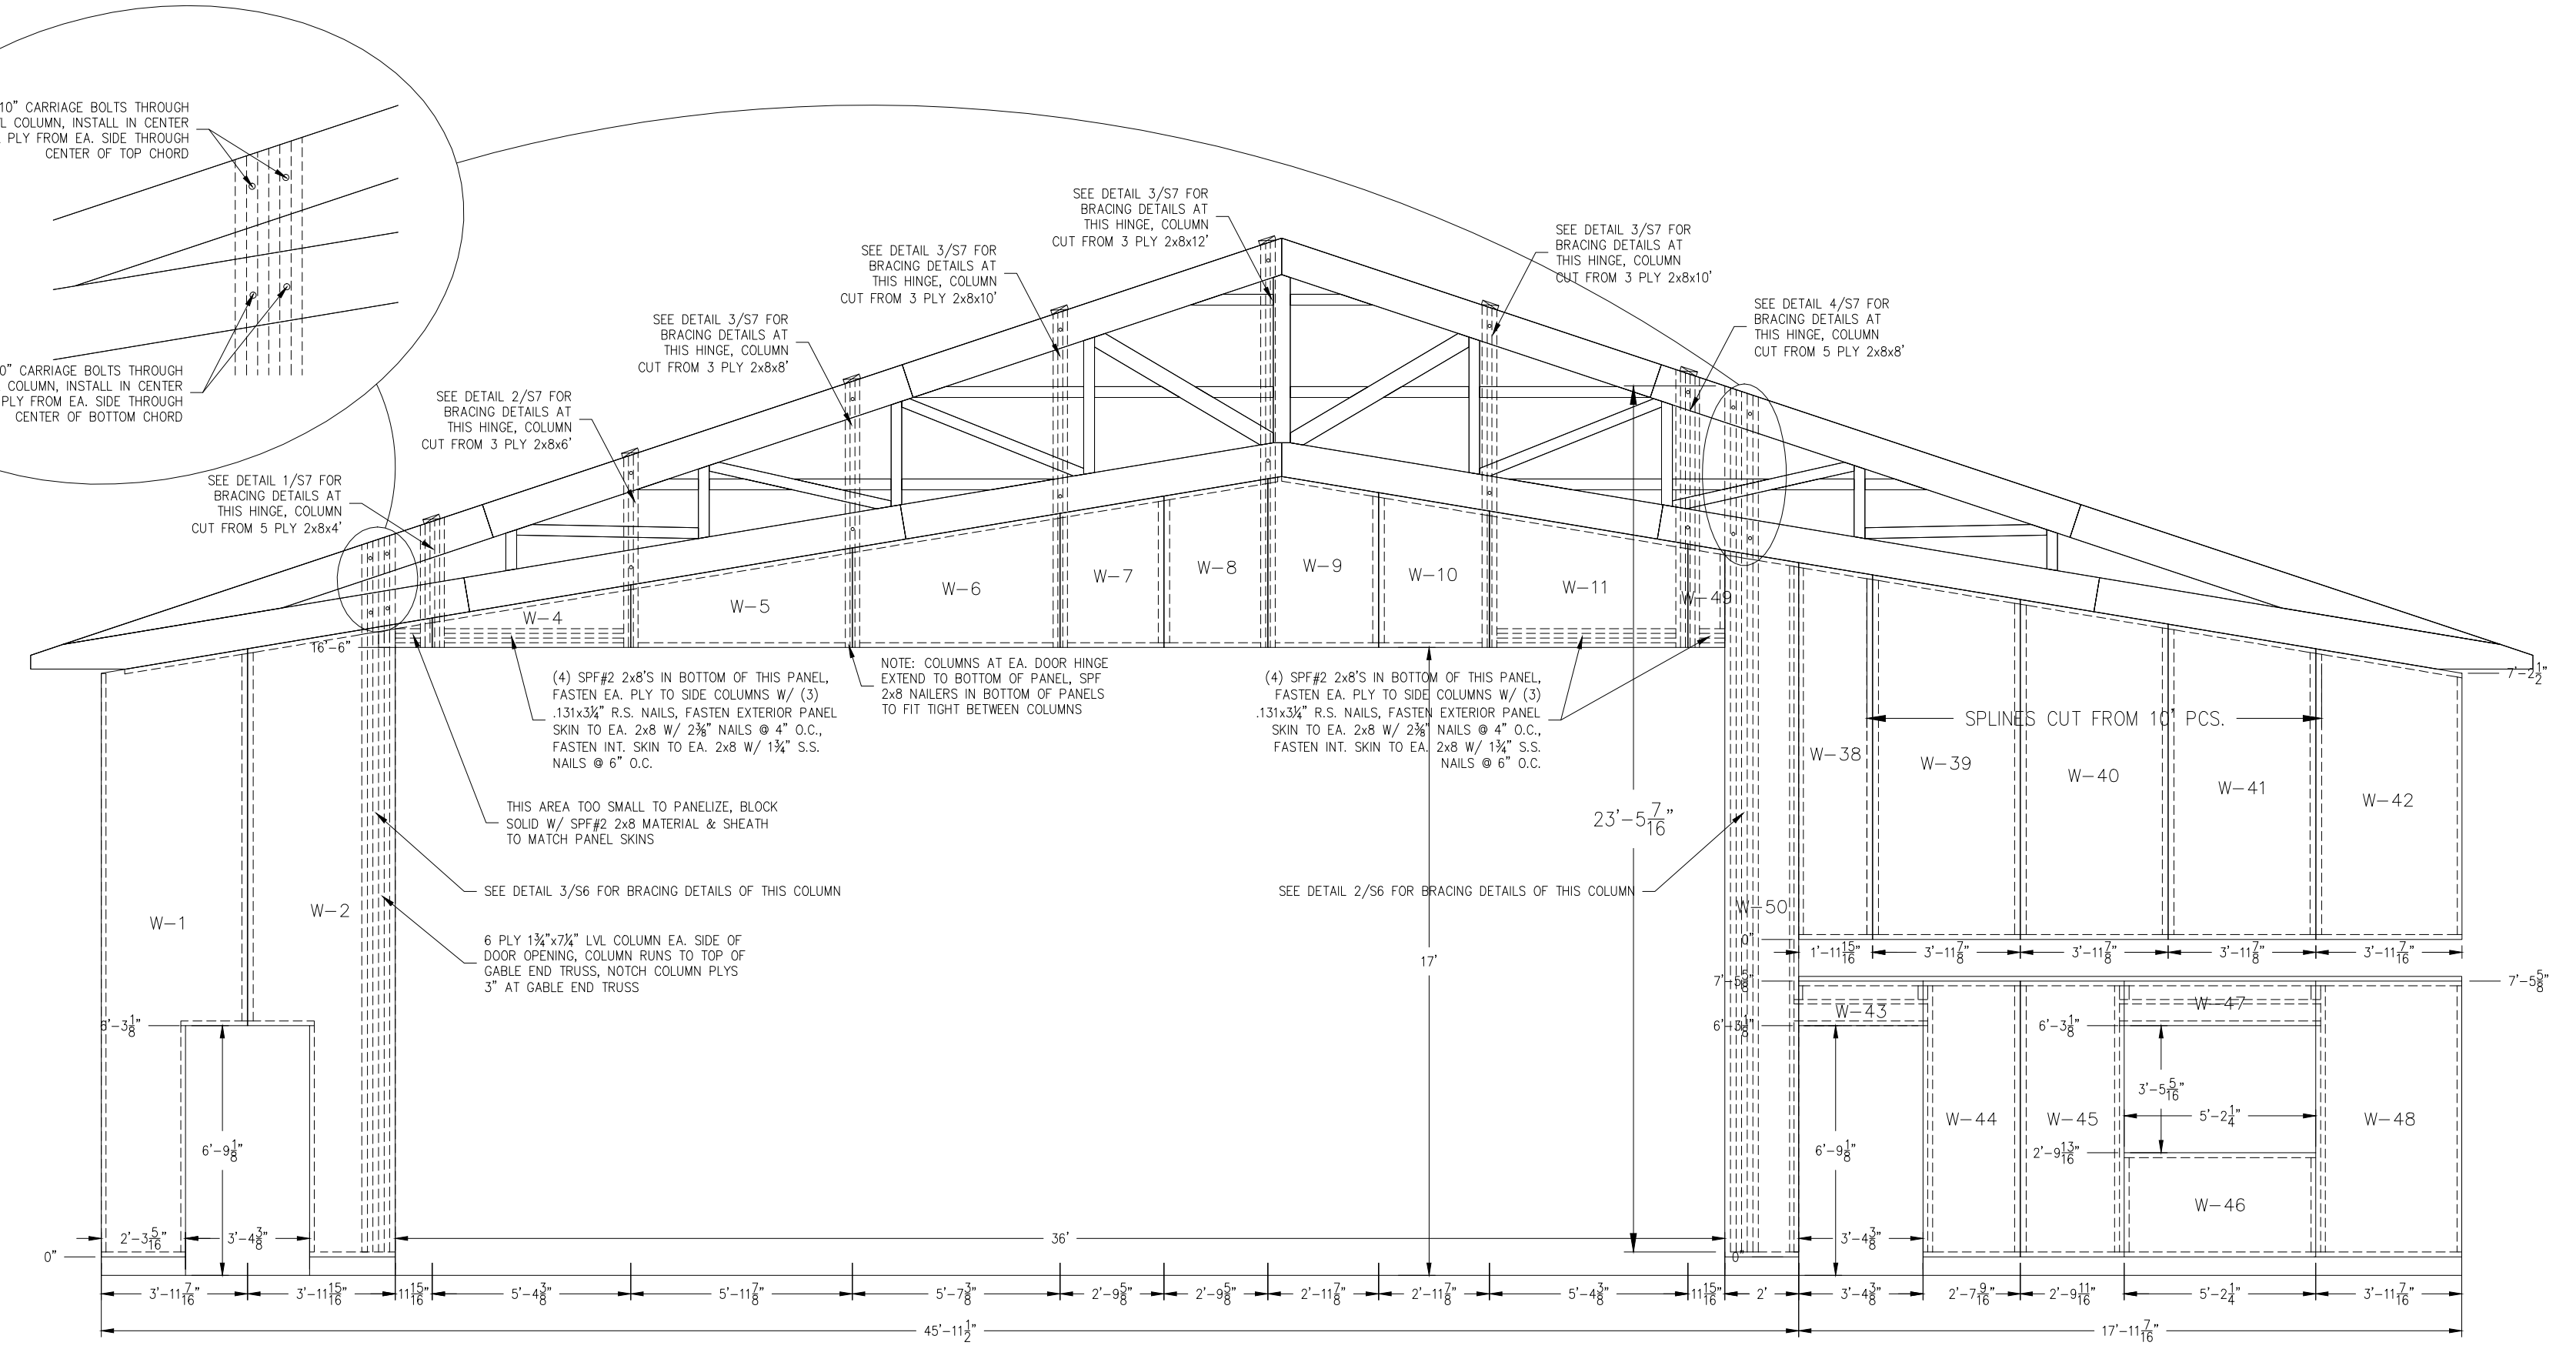 10" CARRIAGE BOLTS THROUGH
COLUMN, INSTALL IN CENTER
PLY FROM EA. SIDE THROUGH
CENTER OF TOP CHORD
0" CARRIAGE BOLTS THROUGH
COLUMN, INSTALL IN CENTER
PLY FROM EA. SIDE THROUGH
CENTER OF BOTTOM CHORD
SEE DETAIL 1/S7 FOR
BRACING DETAILS AT
THIS HINGE, COLUMN
CUT FROM 5 PLY 2x8x4'
SEE DETAIL 2/S7 FOR
BRACING DETAILS AT
THIS HINGE, COLUMN
CUT FROM 3 PLY 2x8x6'
SEE DETAIL 3/S7 FOR
BRACING DETAILS AT
THIS HINGE, COLUMN
CUT FROM 3 PLY 2x8x8'
SEE DETAIL 3/S7 FOR
BRACING DETAILS AT
THIS HINGE, COLUMN
CUT FROM 3 PLY 2x8x10'
SEE DETAIL 3/S7 FOR
BRACING DETAILS AT
THIS HINGE, COLUMN
CUT FROM 3 PLY 2x8x12'
SEE DETAIL 3/S7 FOR
BRACING DETAILS AT
THIS HINGE, COLUMN
CUT FROM 3 PLY 2x8x10'
SEE DETAIL 4/S7 FOR
BRACING DETAILS AT
THIS HINGE, COLUMN
CUT FROM 5 PLY 2x8x8'
W-4
W-5
W-6
W-7
W-8
W-9
W-10
W-11
W-49
16'-6"
(4) SPF#2 2x8'S IN BOTTOM OF THIS PANEL,
FASTEN EA. PLY TO SIDE COLUMNS W/ (3)
.131x3¼" R.S. NAILS, FASTEN EXTERIOR PANEL
SKIN TO EA. 2x8 W/ 2⅜" NAILS @ 4" O.C.,
FASTEN INT. SKIN TO EA. 2x8 W/ 1¾" S.S.
NAILS @ 6" O.C.
NOTE: COLUMNS AT EA. DOOR HINGE
EXTEND TO BOTTOM OF PANEL, SPF
2x8 NAILERS IN BOTTOM OF PANELS
TO FIT TIGHT BETWEEN COLUMNS
(4) SPF#2 2x8'S IN BOTTOM OF THIS PANEL,
FASTEN EA. PLY TO SIDE COLUMNS W/ (3)
.131x3¼" R.S. NAILS, FASTEN EXTERIOR PANEL
SKIN TO EA. 2x8 W/ 2⅜" NAILS @ 4" O.C.,
FASTEN INT. SKIN TO EA. 2x8 W/ 1¾" S.S.
NAILS @ 6" O.C.
7'-2 1/2"
SPLINES CUT FROM 10' PCS.
W-38
W-39
W-40
W-41
W-42
THIS AREA TOO SMALL TO PANELIZE, BLOCK
SOLID W/ SPF#2 2x8 MATERIAL & SHEATH
TO MATCH PANEL SKINS
23'-5 7/16"
SEE DETAIL 3/S6 FOR BRACING DETAILS OF THIS COLUMN
SEE DETAIL 2/S6 FOR BRACING DETAILS OF THIS COLUMN
W-1
W-2
W-50
6 PLY 1¾"x7¼" LVL COLUMN EA. SIDE OF
DOOR OPENING, COLUMN RUNS TO TOP OF
GABLE END TRUSS, NOTCH COLUMN PLYS
3" AT GABLE END TRUSS
17'
0"
1'-11 15/16" 3'-11 7/8" 3'-11 7/8" 3'-11 7/8" 3'-11 7/16"
7'-5 5/8"
7'-5 5/8"
W-43
W-47
6'-3 1/8"
6'-3 1/8"
6'-3 1/8"
6'-9 1/8"
6'-9 1/8"
3'-5 5/16"
5'-2 1/4"
2'-9 13/16"
W-44
W-45
W-48
W-46
2'-3 5/16" 3'-4 3/8" 36' 3'-4 3/8"
0"
0"
3'-11 7/16" 3'-11 15/16" 11 15/16" 5'-4 3/8" 5'-11 7/8" 5'-7 3/8" 2'-9 5/8" 2'-9 5/8" 2'-11 7/8" 2'-11 7/8" 5'-4 3/8" 11 15/16" 2' 3'-4 3/8" 2'-7 9/16" 2'-9 11/16" 5'-2 1/4" 3'-11 7/16"
45'-11 1/2" 17'-11 7/16"